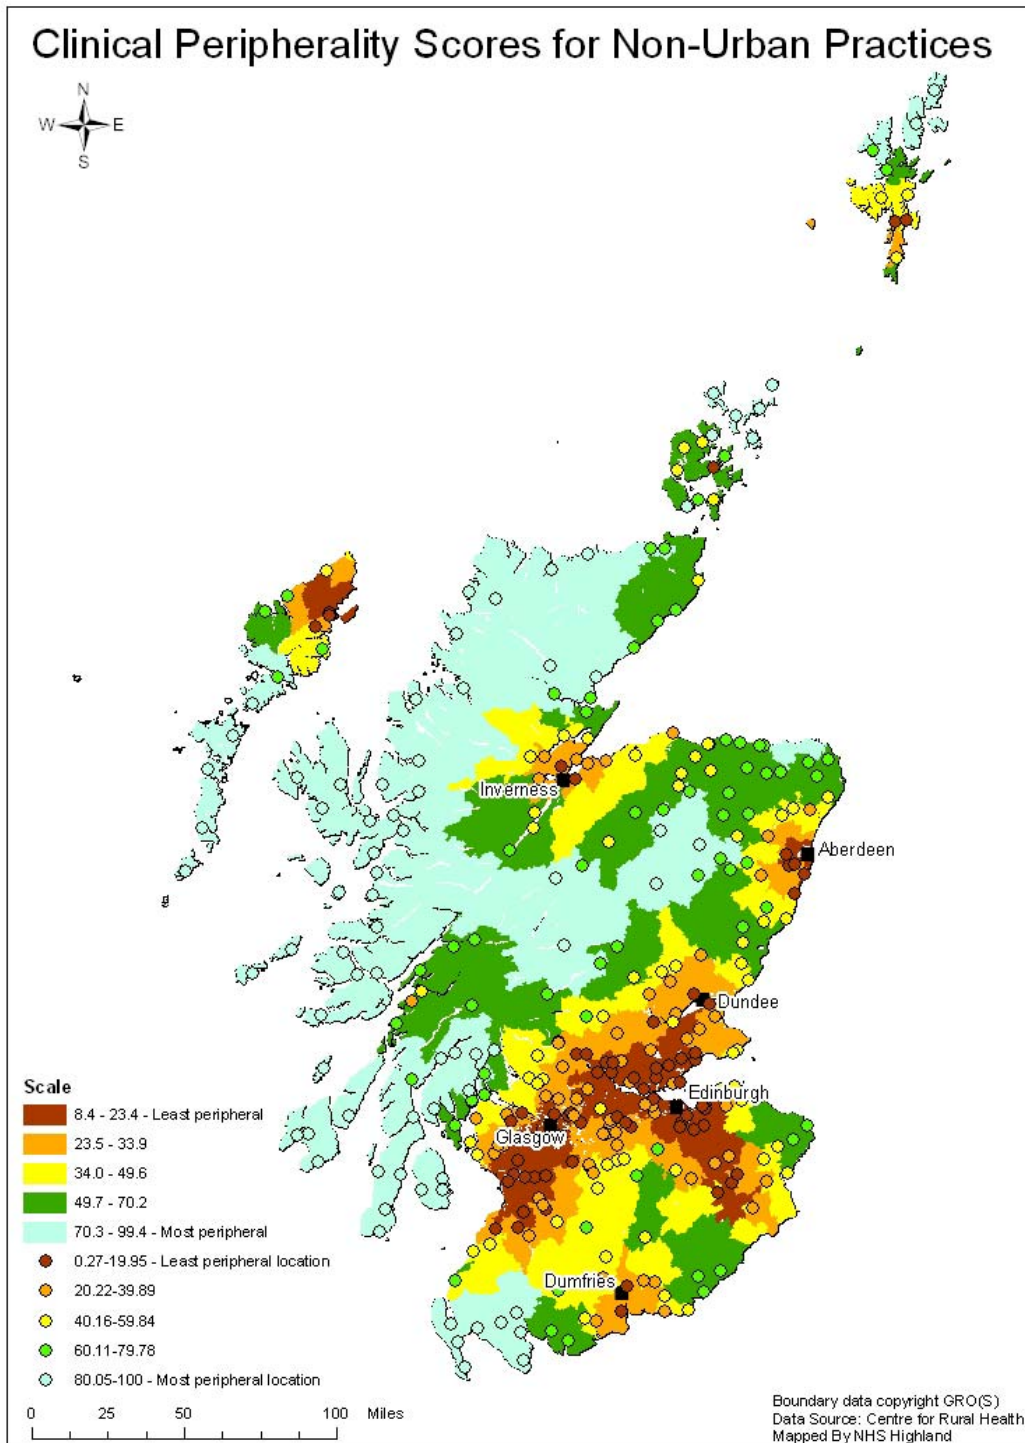 Clinical Peripherality Scores for Non-Urban Practices
N
W E
S
Inverness
Aberdeen
Dundee
Edinburgh
Glasgow
Dumfries
Scale
8.4 - 23.4 - Least peripheral
23.5 - 33.9
34.0 - 49.6
49.7 - 70.2
70.3 - 99.4 - Most peripheral
0.27-19.95 - Least peripheral location
20.22-39.89
40.16-59.84
60.11-79.78
80.05-100 - Most peripheral location
0 25 50 100 Miles
Boundary data copyright GRO(S)
Data Source: Centre for Rural Health
Mapped By NHS Highland